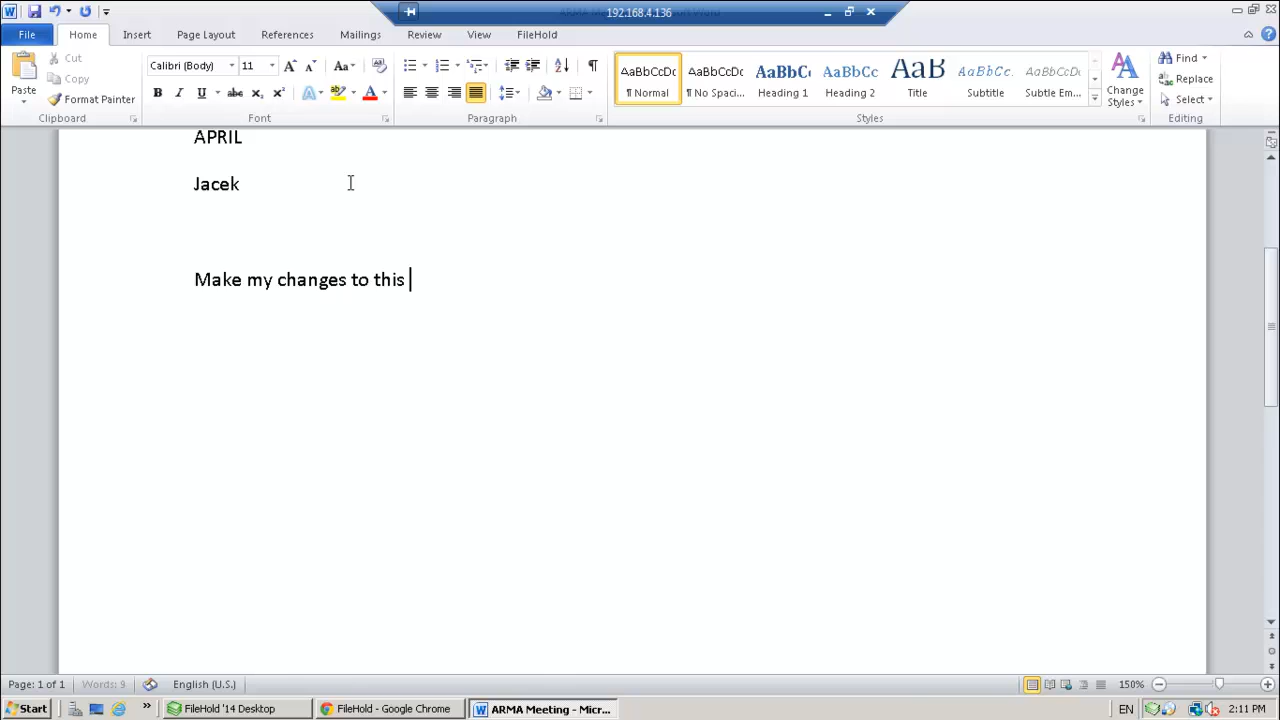 192.168.4.136
File Home Insert Page Layout References Mailings Review View FileHold
Paste
Cut
Copy
Format Painter
Clipboard
Calibri (Body) 11
Font
Paragraph
AaBbCcDc AaBbCcDc AaBbC AaBbCc AaB AaBbCc. AaBbCcDc
¶ Normal ¶ No Spaci... Heading 1 Heading 2 Title Subtitle Subtle Em...
Styles
Change
Styles
Find
Replace
Select
Editing
APRIL
Jacek
Make my changes to this
Page: 1 of 1 Words: 9 English (U.S.) 150%
Start FileHold '14 Desktop FileHold - Google Chrome ARMA Meeting - Micr... EN 2:11 PM